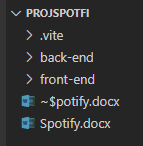 PROJSPOTFI
.vite
back-end
front-end
~$potify.docx
Spotify.docx